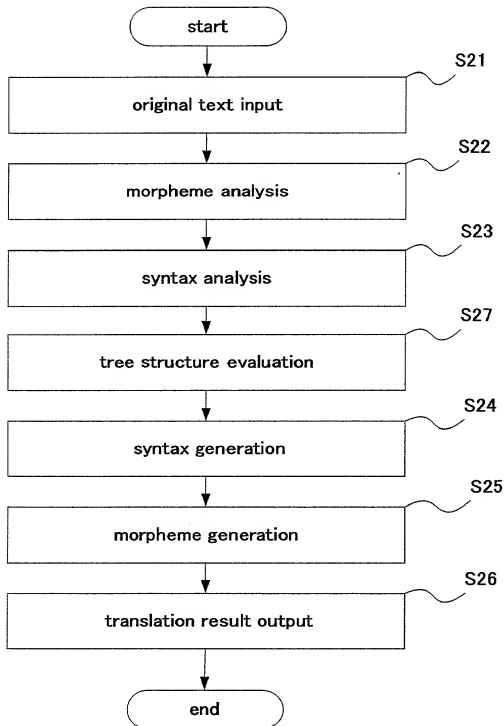 start
S21
original text input
S22
morpheme analysis
S23
syntax analysis
S27
tree structure evaluation
S24
syntax generation
S25
morpheme generation
S26
translation result output
end